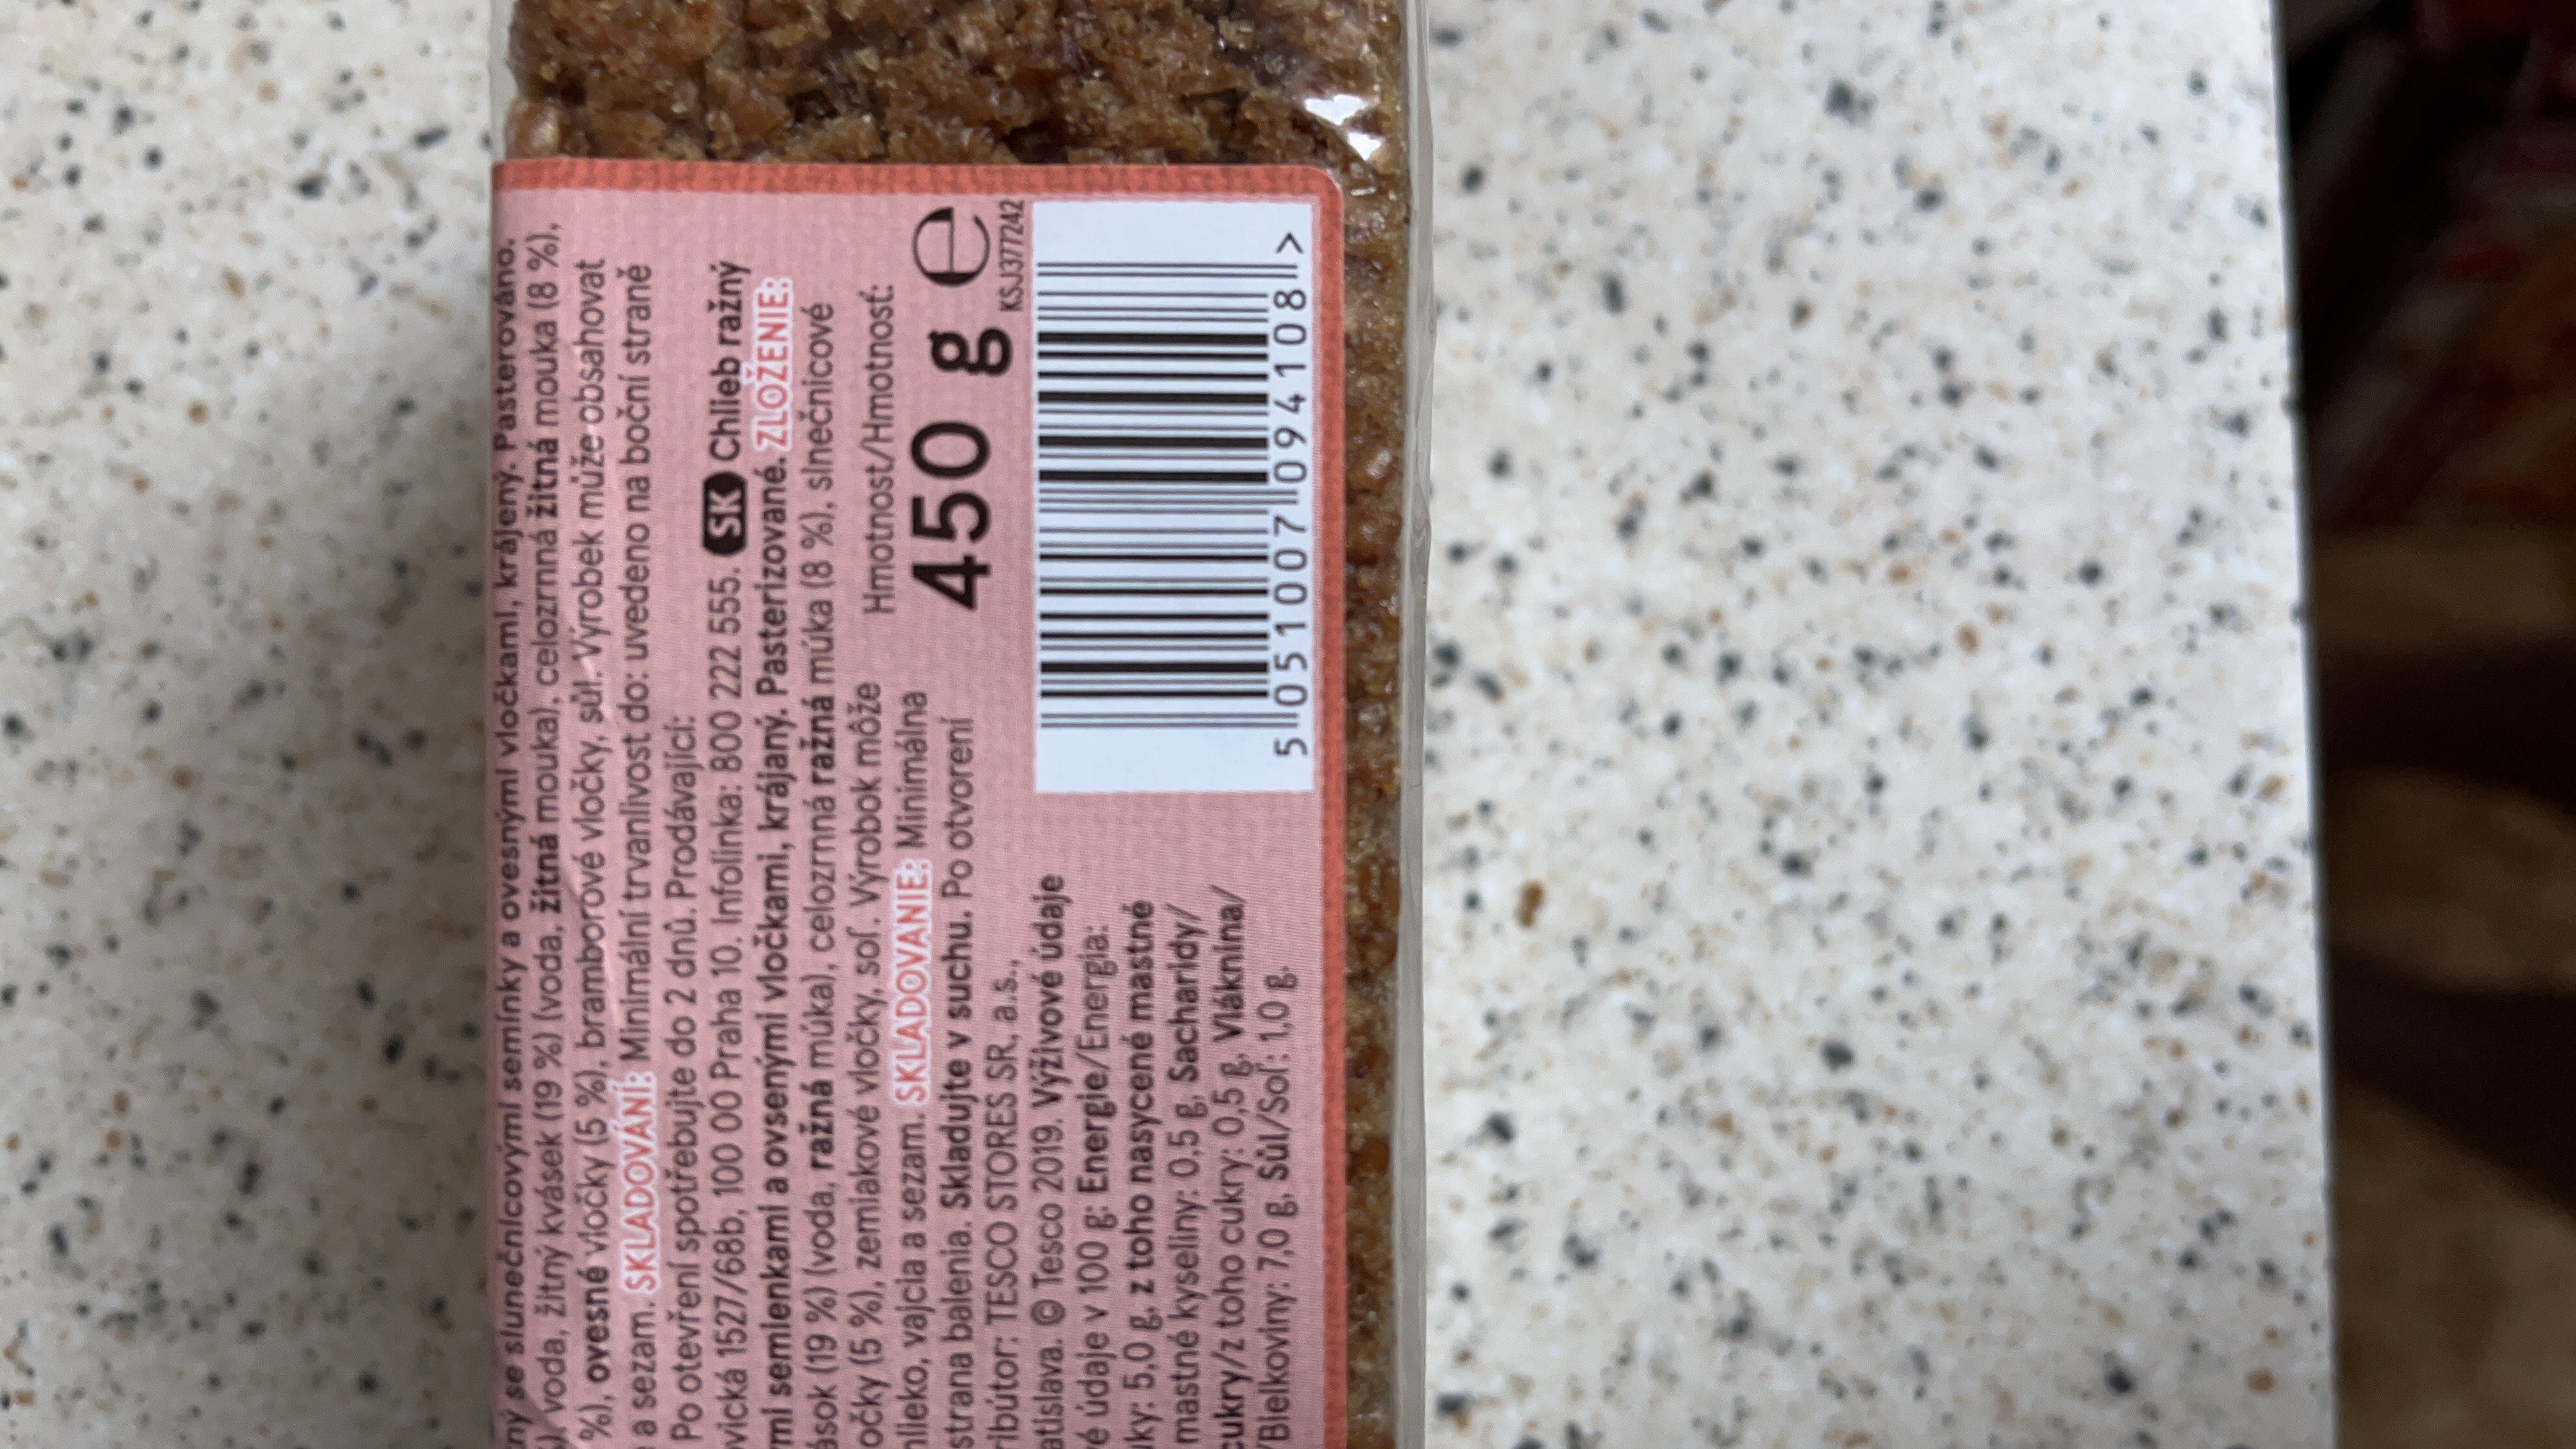 ný se slunečnicovými semínky a ovesnými vločkami, krájený. Pasterováno.
voda, žitný kvásek (19 %) (voda, žitná mouka), celozrnná žitná mouka (8 %),
%), ovesné vločky (5 %), bramborové vločky, sůl. Výrobek může obsahovat
a sezam. SKLADOVÁNÍ: Minimální trvanlivost do: uvedeno na boční straně
Po otevření spotřebujte do 2 dnů. Prodávající:
vická 1527/68b, 100 00 Praha 10. Infolinka: 800 222 555. SK Chlieb ražný
mi semienkami a ovsenými vločkami, krájaný. Pasterizované. ZLOŽENIE:
ások (19 %) (voda, ražná múka), celozrnná ražná múka (8 %), slnečnicové
očky (5 %), zemiakové vločky, soľ. Výrobok môže
lieko, vajcia a sezam. SKLADOVANIE: Minimálna
strana balenia. Skladujte v suchu. Po otvorení
ribútor: TESCO STORES SR, a.s.,
atislava. © Tesco 2019. Výživové údaje
é údaje v 100 g: Energie/Energia:
ky: 5,0 g, z toho nasycené mastné
mastné kyseliny: 0,5 g, Sacharidy/
cukry/z toho cukry: 0,5 g, Vláknina/
/Bielkoviny: 7,0 g, Sůl/Soľ: 1,0 g.
Hmotnost/Hmotnosť:
450 g e
KSJ377242
5 051007 094108 >